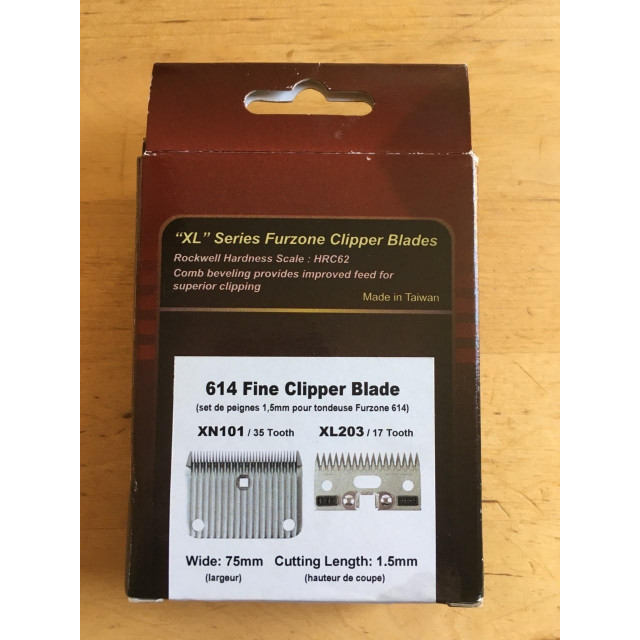 “XL” Series Furzone Clipper Blades
Rockwell Hardness Scale : HRC62
Comb beveling provides improved feed for
superior clipping
Made in Taiwan
614 Fine Clipper Blade
(set de peignes 1,5mm pour tondeuse Furzone 614)
XN101 / 35 Tooth XL203 / 17 Tooth
Wide: 75mm Cutting Length: 1.5mm
(largeur) (hauteur de coupe)